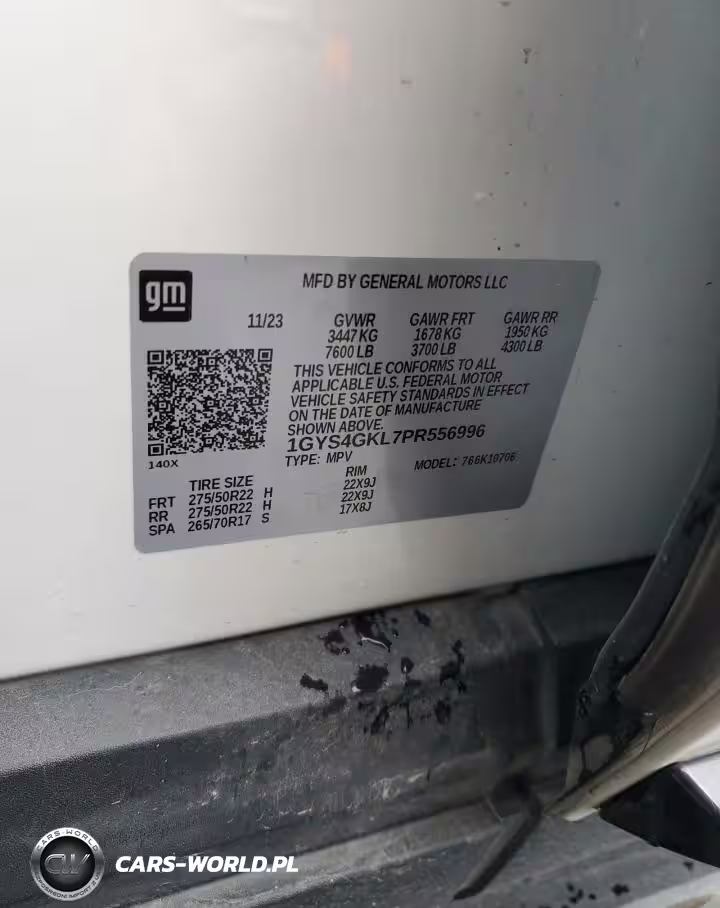 gm
MFD BY GENERAL MOTORS LLC
11/23
GVWR GAWR FRT GAWR RR
3447 KG 1678 KG 1950 KG
7600 LB 3700 LB 4300 LB
THIS VEHICLE CONFORMS TO ALL
APPLICABLE U.S. FEDERAL MOTOR
VEHICLE SAFETY STANDARDS IN EFFECT
ON THE DATE OF MANUFACTURE
SHOWN ABOVE.
1GYS4GKL7PR556996
140X
TYPE: MPV MODEL: 766K10706
TIRE SIZE RIM
FRT 275/50R22 H 22X9J
RR 275/50R22 H 22X9J
SPA 265/70R17 S 17X8J
CARS-WORLD
CW
CARS-WORLD.PL